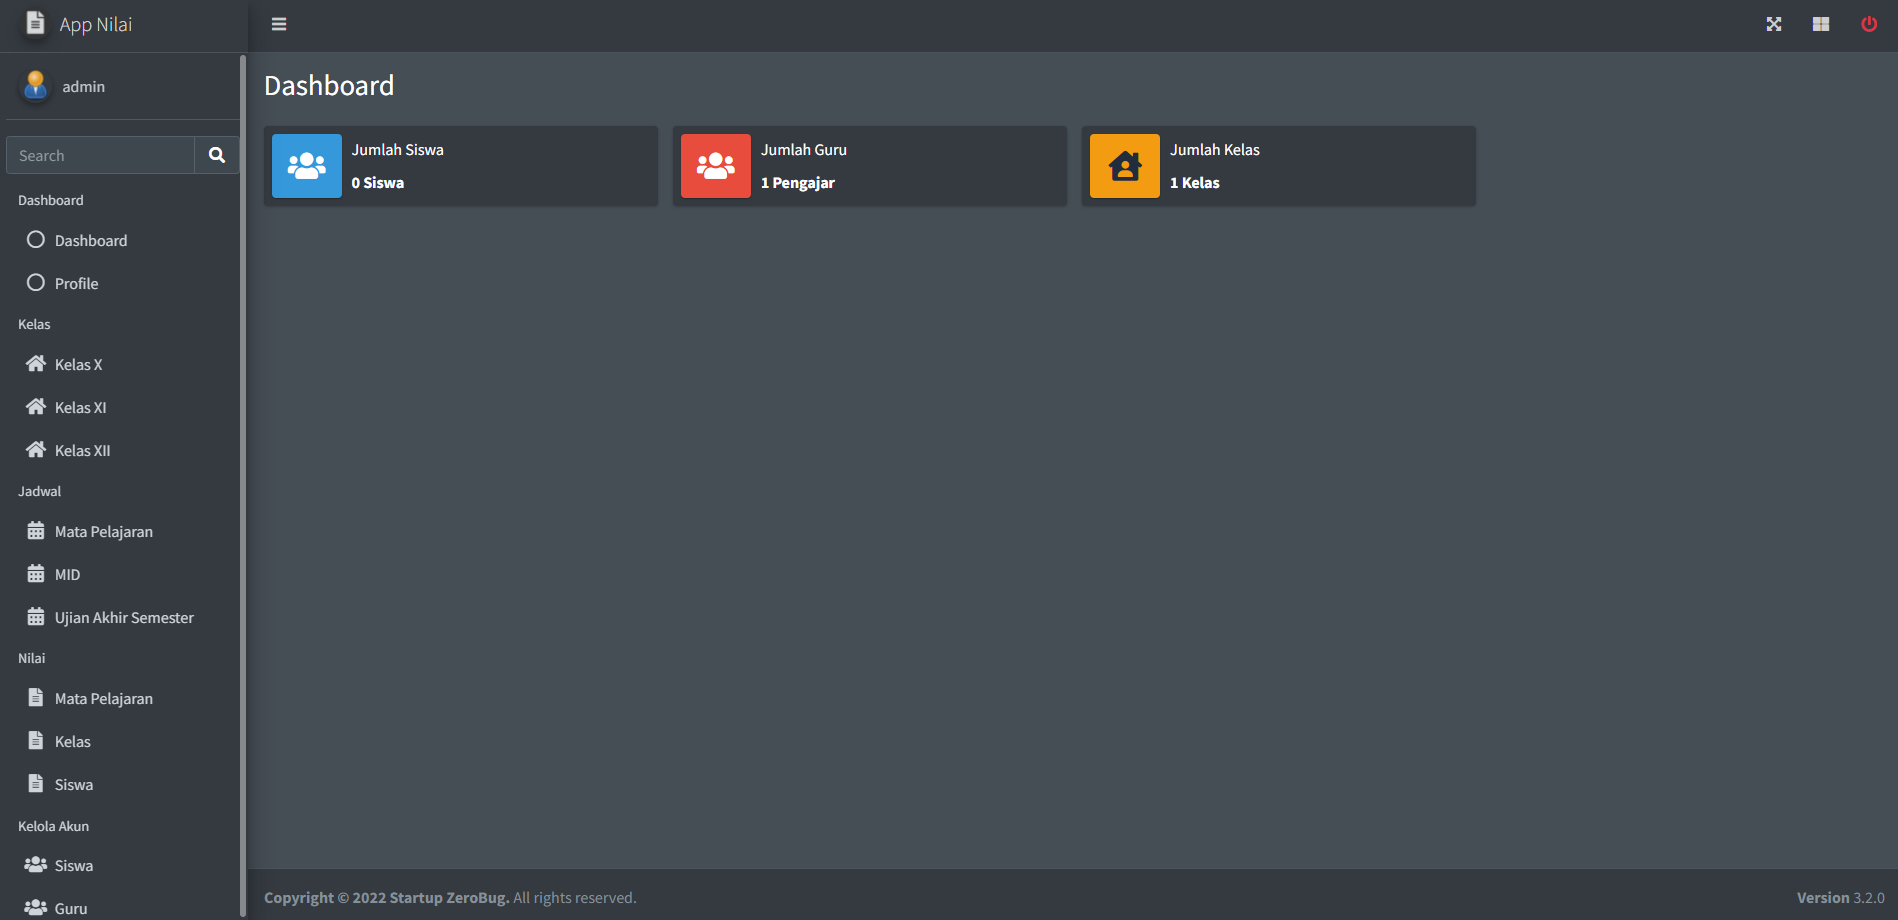 App Nilai
admin
Search
Dashboard
Dashboard
Profile
Kelas
Kelas X
Kelas XI
Kelas XII
Jadwal
Mata Pelajaran
MID
Ujian Akhir Semester
Nilai
Mata Pelajaran
Kelas
Siswa
Kelola Akun
Siswa
Guru
Dashboard
Jumlah Siswa
0 Siswa
Jumlah Guru
1 Pengajar
Jumlah Kelas
1 Kelas
Copyright © 2022 Startup ZeroBug. All rights reserved.
Version 3.2.0